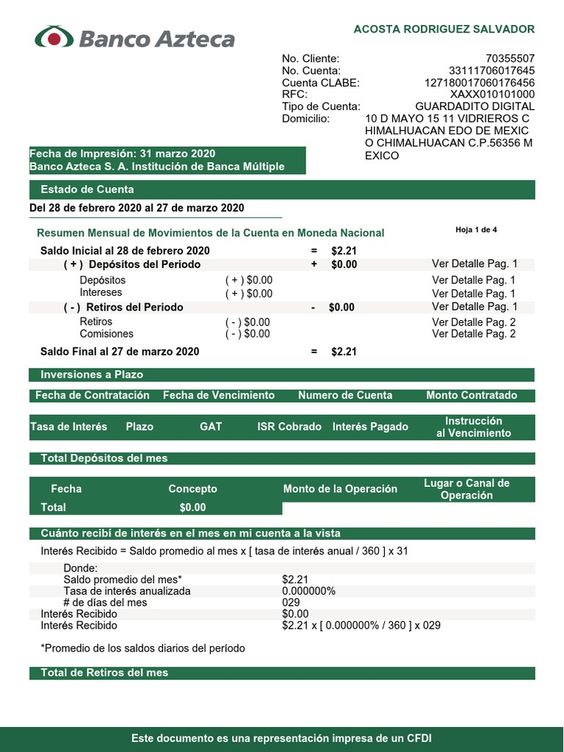 Banco Azteca
ACOSTA RODRIGUEZ SALVADOR
No. Cliente: 70355507
No. Cuenta: 33111706017645
Cuenta CLABE: 127180017060176456
RFC: XAXX010101000
Tipo de Cuenta: GUARDADITO DIGITAL
Domicilio: 10 D MAYO 15 11 VIDRIEROS C
HIMALHUACAN EDO DE MEXIC
O CHIMALHUACAN C.P.56356 M
EXICO
Fecha de Impresión: 31 marzo 2020
Banco Azteca S. A. Institución de Banca Múltiple
Estado de Cuenta
Del 28 de febrero 2020 al 27 de marzo 2020
Resumen Mensual de Movimientos de la Cuenta en Moneda Nacional Hoja 1 de 4
Saldo Inicial al 28 de febrero 2020 = $2.21
( + ) Depósitos del Periodo + $0.00 Ver Detalle Pag. 1
Depósitos ( + ) $0.00 Ver Detalle Pag. 1
Intereses ( + ) $0.00 Ver Detalle Pag. 1
( - ) Retiros del Periodo - $0.00 Ver Detalle Pag. 1
Retiros ( - ) $0.00 Ver Detalle Pag. 2
Comisiones ( - ) $0.00 Ver Detalle Pag. 2
Saldo Final al 27 de marzo 2020 = $2.21
Inversiones a Plazo
Fecha de Contratación Fecha de Vencimiento Numero de Cuenta Monto Contratado
Tasa de Interés Plazo GAT ISR Cobrado Interés Pagado Instrucción
al Vencimiento
Total Depósitos del mes
Fecha Concepto Monto de la Operación Lugar o Canal de
Operación
Total $0.00
Cuánto recibí de interés en el mes en mi cuenta a la vista
Interés Recibido = Saldo promedio al mes x [ tasa de interés anual / 360 ] x 31
Donde:
Saldo promedio del mes* $2.21
Tasa de interés anualizada 0.000000%
# de días del mes 029
Interés Recibido $0.00
Interés Recibido $2.21 x [ 0.000000% / 360 ] x 029
*Promedio de los saldos diarios del período
Total de Retiros del mes
Este documento es una representación impresa de un CFDI